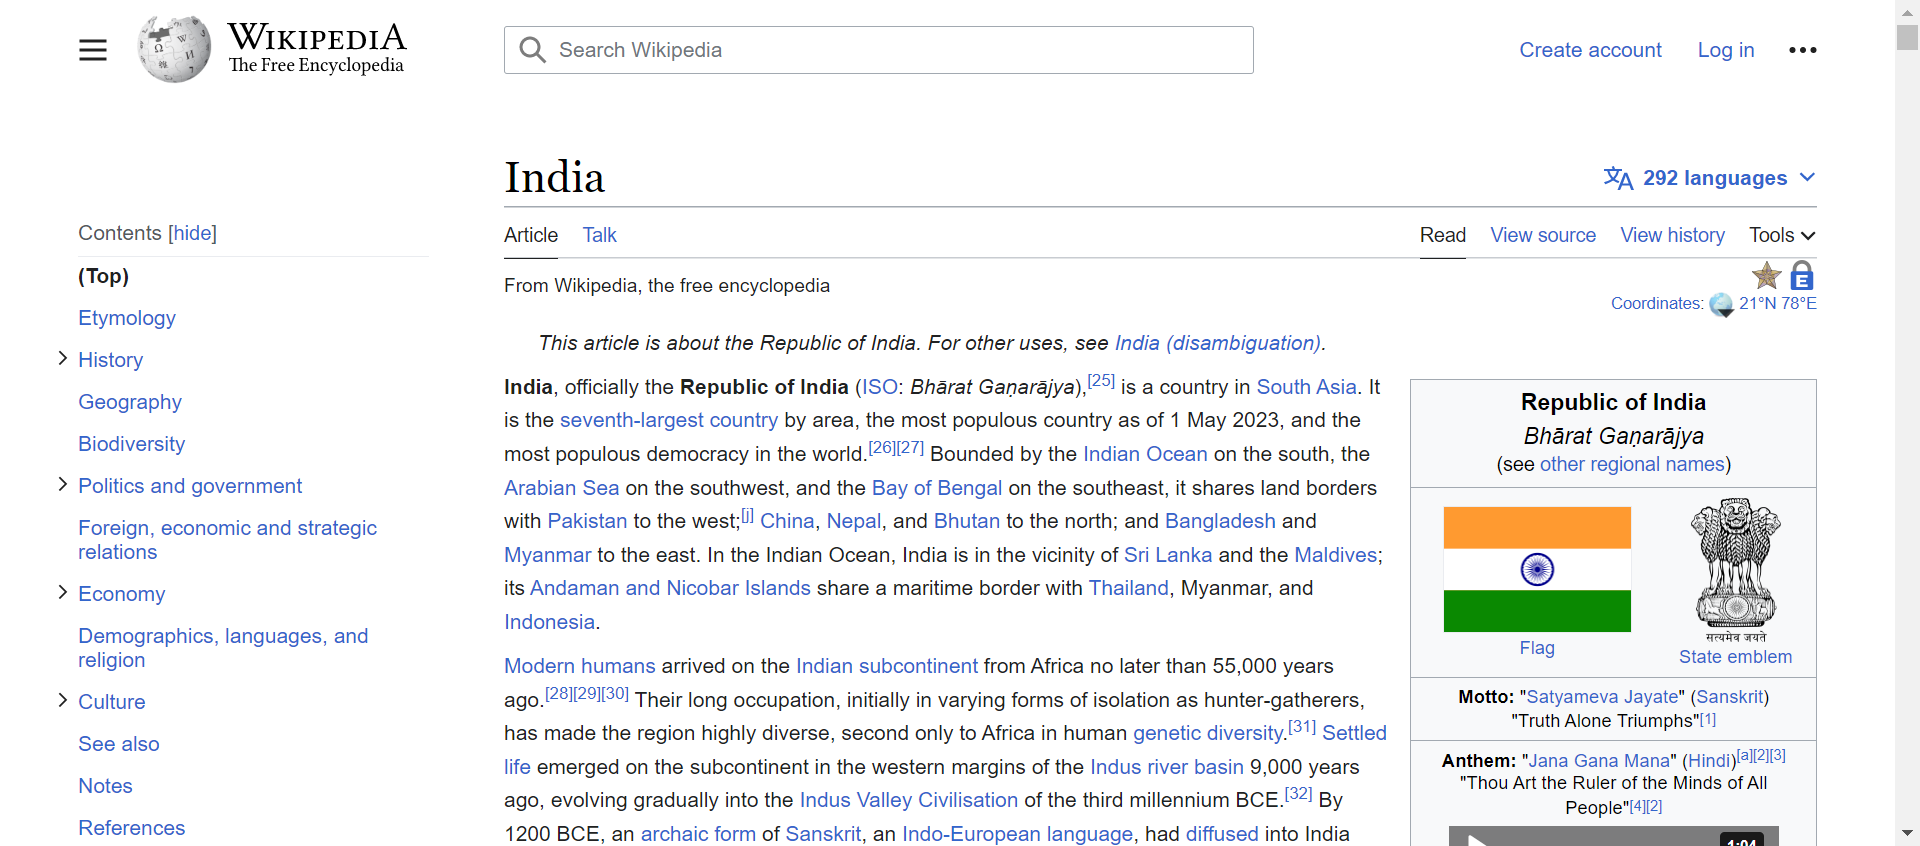 WIKIPEDIA
The Free Encyclopedia
Search Wikipedia
Create account
Log in
India
292 languages
Contents [hide]
(Top)
Etymology
History
Geography
Biodiversity
Politics and government
Foreign, economic and strategic
relations
Economy
Demographics, languages, and
religion
Culture
See also
Notes
References
Article
Talk
Read
View source
View history
Tools
From Wikipedia, the free encyclopedia
E
Coordinates: 21°N 78°E
This article is about the Republic of India. For other uses, see India (disambiguation).
India, officially the Republic of India (ISO: Bhārat Gaṇarājya),[25] is a country in South Asia. It
is the seventh-largest country by area, the most populous country as of 1 May 2023, and the
most populous democracy in the world.[26][27] Bounded by the Indian Ocean on the south, the
Arabian Sea on the southwest, and the Bay of Bengal on the southeast, it shares land borders
with Pakistan to the west;[j] China, Nepal, and Bhutan to the north; and Bangladesh and
Myanmar to the east. In the Indian Ocean, India is in the vicinity of Sri Lanka and the Maldives;
its Andaman and Nicobar Islands share a maritime border with Thailand, Myanmar, and
Indonesia.
Modern humans arrived on the Indian subcontinent from Africa no later than 55,000 years
ago.[28][29][30] Their long occupation, initially in varying forms of isolation as hunter-gatherers,
has made the region highly diverse, second only to Africa in human genetic diversity.[31] Settled
life emerged on the subcontinent in the western margins of the Indus river basin 9,000 years
ago, evolving gradually into the Indus Valley Civilisation of the third millennium BCE.[32] By
1200 BCE, an archaic form of Sanskrit, an Indo-European language, had diffused into India
Republic of India
Bhārat Gaṇarājya
(see other regional names)
सत्यमेव जयते
Flag
State emblem
Motto: "Satyameva Jayate" (Sanskrit)
"Truth Alone Triumphs"[1]
Anthem: "Jana Gana Mana" (Hindi)[a][2][3]
"Thou Art the Ruler of the Minds of All
People"[4][2]
1:04